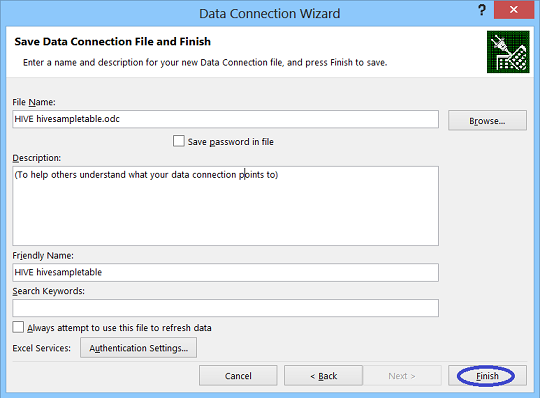 Data Connection Wizard
?
Save Data Connection File and Finish
Enter a name and description for your new Data Connection file, and press Finish to save.
File Name:
HIVE hivesampletable.odc
Browse...
Save password in file
Description:
(To help others understand what your data connection points to)
Friendly Name:
HIVE hivesampletable
Search Keywords:
Always attempt to use this file to refresh data
Excel Services:
Authentication Settings...
Cancel
< Back
Next >
Finish